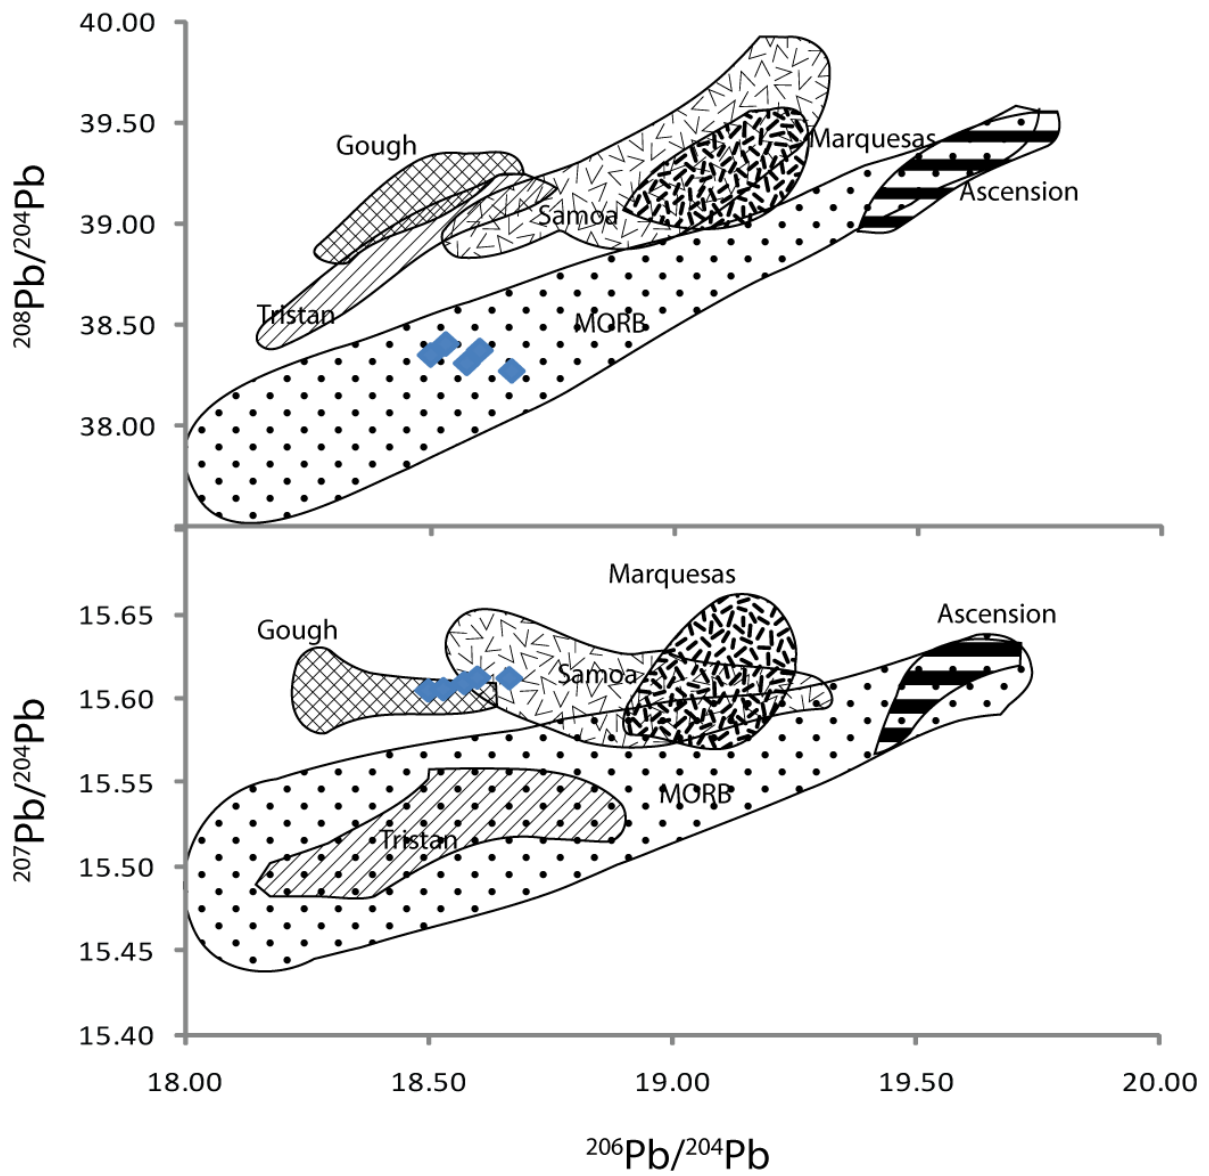 40.00
39.50
39.00
38.50
38.00
208Pb/204Pb
Gough
Marquesas
Samoa
Ascension
Tristan
MORB
15.65
15.60
15.55
15.50
15.45
15.40
207Pb/204Pb
Marquesas
Ascension
Gough
Samoa
MORB
Tristan
18.00 18.50 19.00 19.50 20.00
206Pb/204Pb